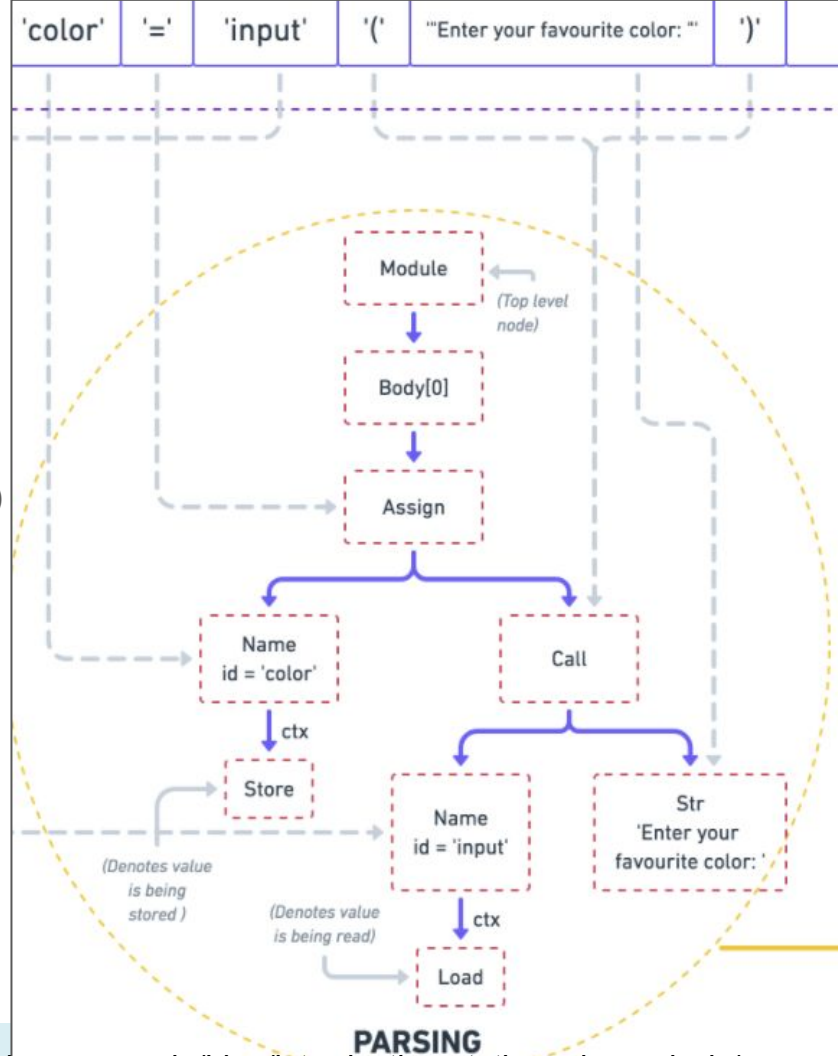 'color' '=' 'input' '(' '"Enter your favourite color: "' ')'
Module
(Top level
node)
Body[0]
Assign
Name
id = 'color'
Call
ctx
Store
Name
id = 'input'
Str
'Enter your
favourite color: '
(Denotes value
is being
stored )
(Denotes value
is being read)
ctx
Load
PARSING